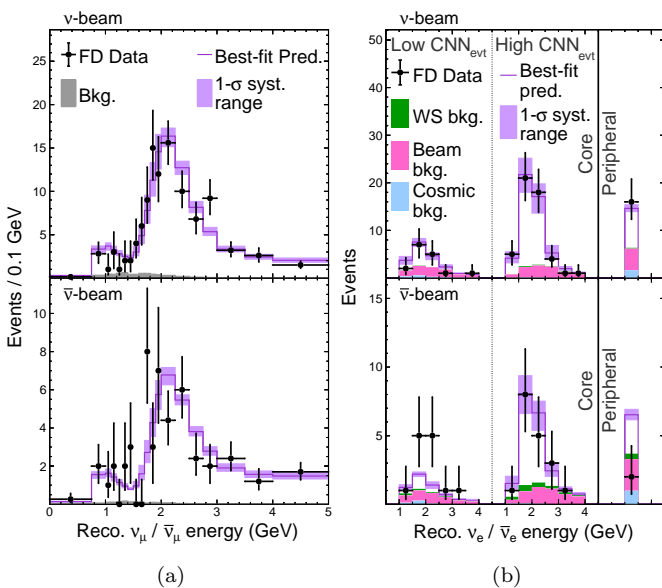 ν-beam
FD Data
Bkg.
Best-fit Pred.
1-σ syst.
range
Events / 0.1 GeV
25
20
15
10
5
0
ν̄-beam
10
8
6
4
2
0
0 1 2 3 4 5
Reco. νμ / ν̄μ energy (GeV)
(a)
ν-beam
Low CNNevt
High CNNevt
FD Data
WS bkg.
Beam
bkg.
Cosmic
bkg.
Best-fit
pred.
1-σ syst.
range
Core
Peripheral
Events
50
40
30
20
10
0
ν̄-beam
Core
Peripheral
15
10
5
0
1 2 3 4 1 2 3 4
Reco. νe / ν̄e energy (GeV)
(b)